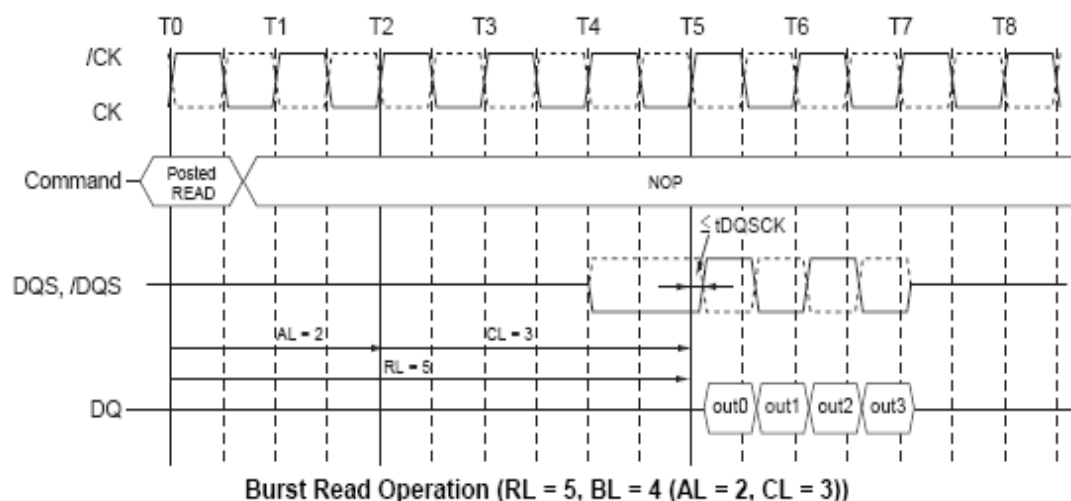 T0 T1 T2 T3 T4 T5 T6 T7 T8
/CK
CK
Command
Posted
READ
NOP
≤ tDQSCK
DQS, /DQS
AL = 2 CL = 3
RL = 5
DQ out0 out1 out2 out3
Burst Read Operation (RL = 5, BL = 4 (AL = 2, CL = 3))